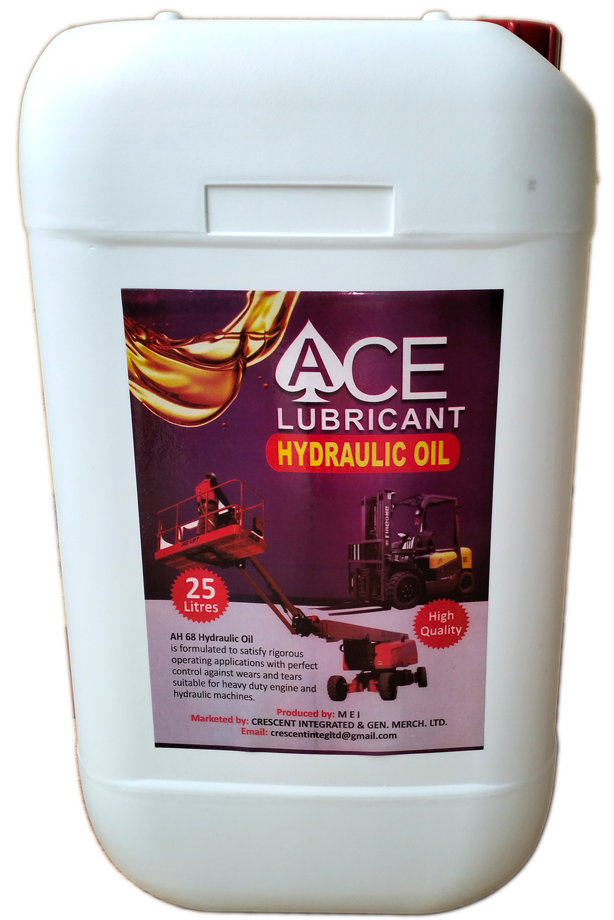 ACE
LUBRICANT
HYDRAULIC OIL
25
Litres
High
Quality
AH 68 Hydraulic Oil
is formulated to satisfy rigorous
operating applications with perfect
control against wears and tears
suitable for heavy duty engine and
hydraulic machines.
Produced by: M E I
Marketed by: CRESCENT INTEGRATED & GEN. MERCH. LTD.
Email: crescentintegltd@gmail.com